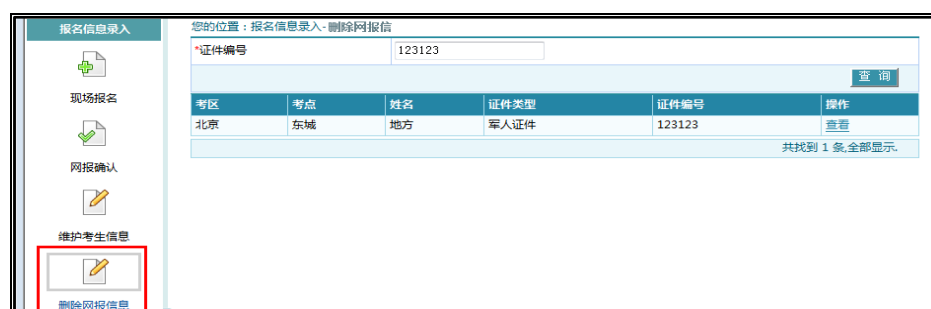 报名信息录入
现场报名
网报确认
维护考生信息
删除网报信息
您的位置：报名信息录入-删除网报信
*证件编号 123123
查 询
考区 考点 姓名 证件类型 证件编号 操作
北京 东城 地方 军人证件 123123 查看
共找到 1 条,全部显示.